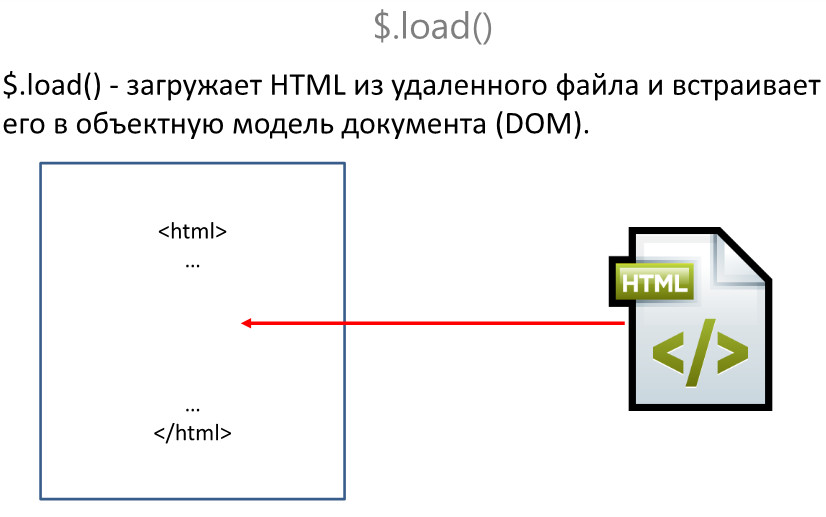 $.load()
$.load() - загружает HTML из удаленного файла и встраивает
его в объектную модель документа (DOM).
<html>
...
HTML
</>
...
</html>